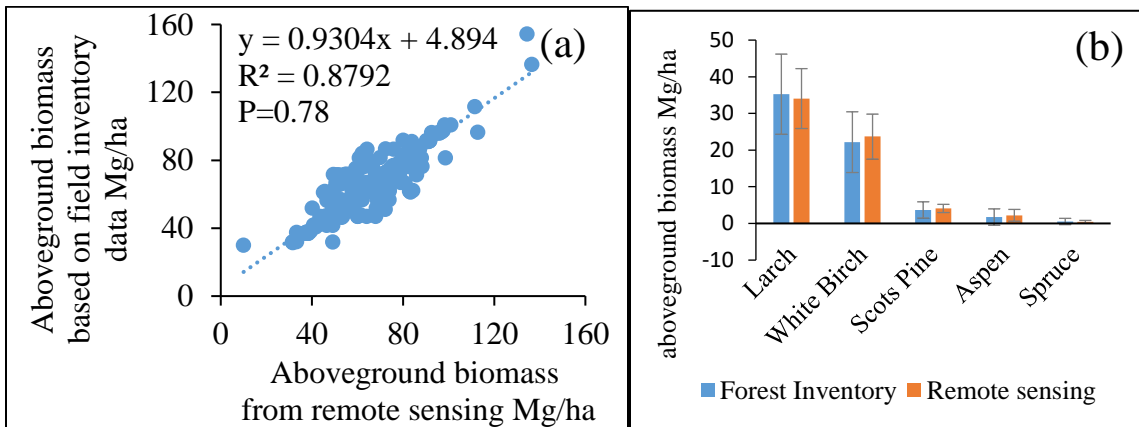 Aboveground biomass
based on field inventory
data Mg/ha
160
120
80
40
0
y = 0.9304x + 4.894
R² = 0.8792
P=0.78
(a)
0 40 80 120 160
Aboveground biomass
from remote sensing Mg/ha
aboveground biomass Mg/ha
50
40
30
20
10
0
-10
(b)
Larch
White Birch
Scots Pine
Aspen
Spruce
Forest Inventory Remote sensing